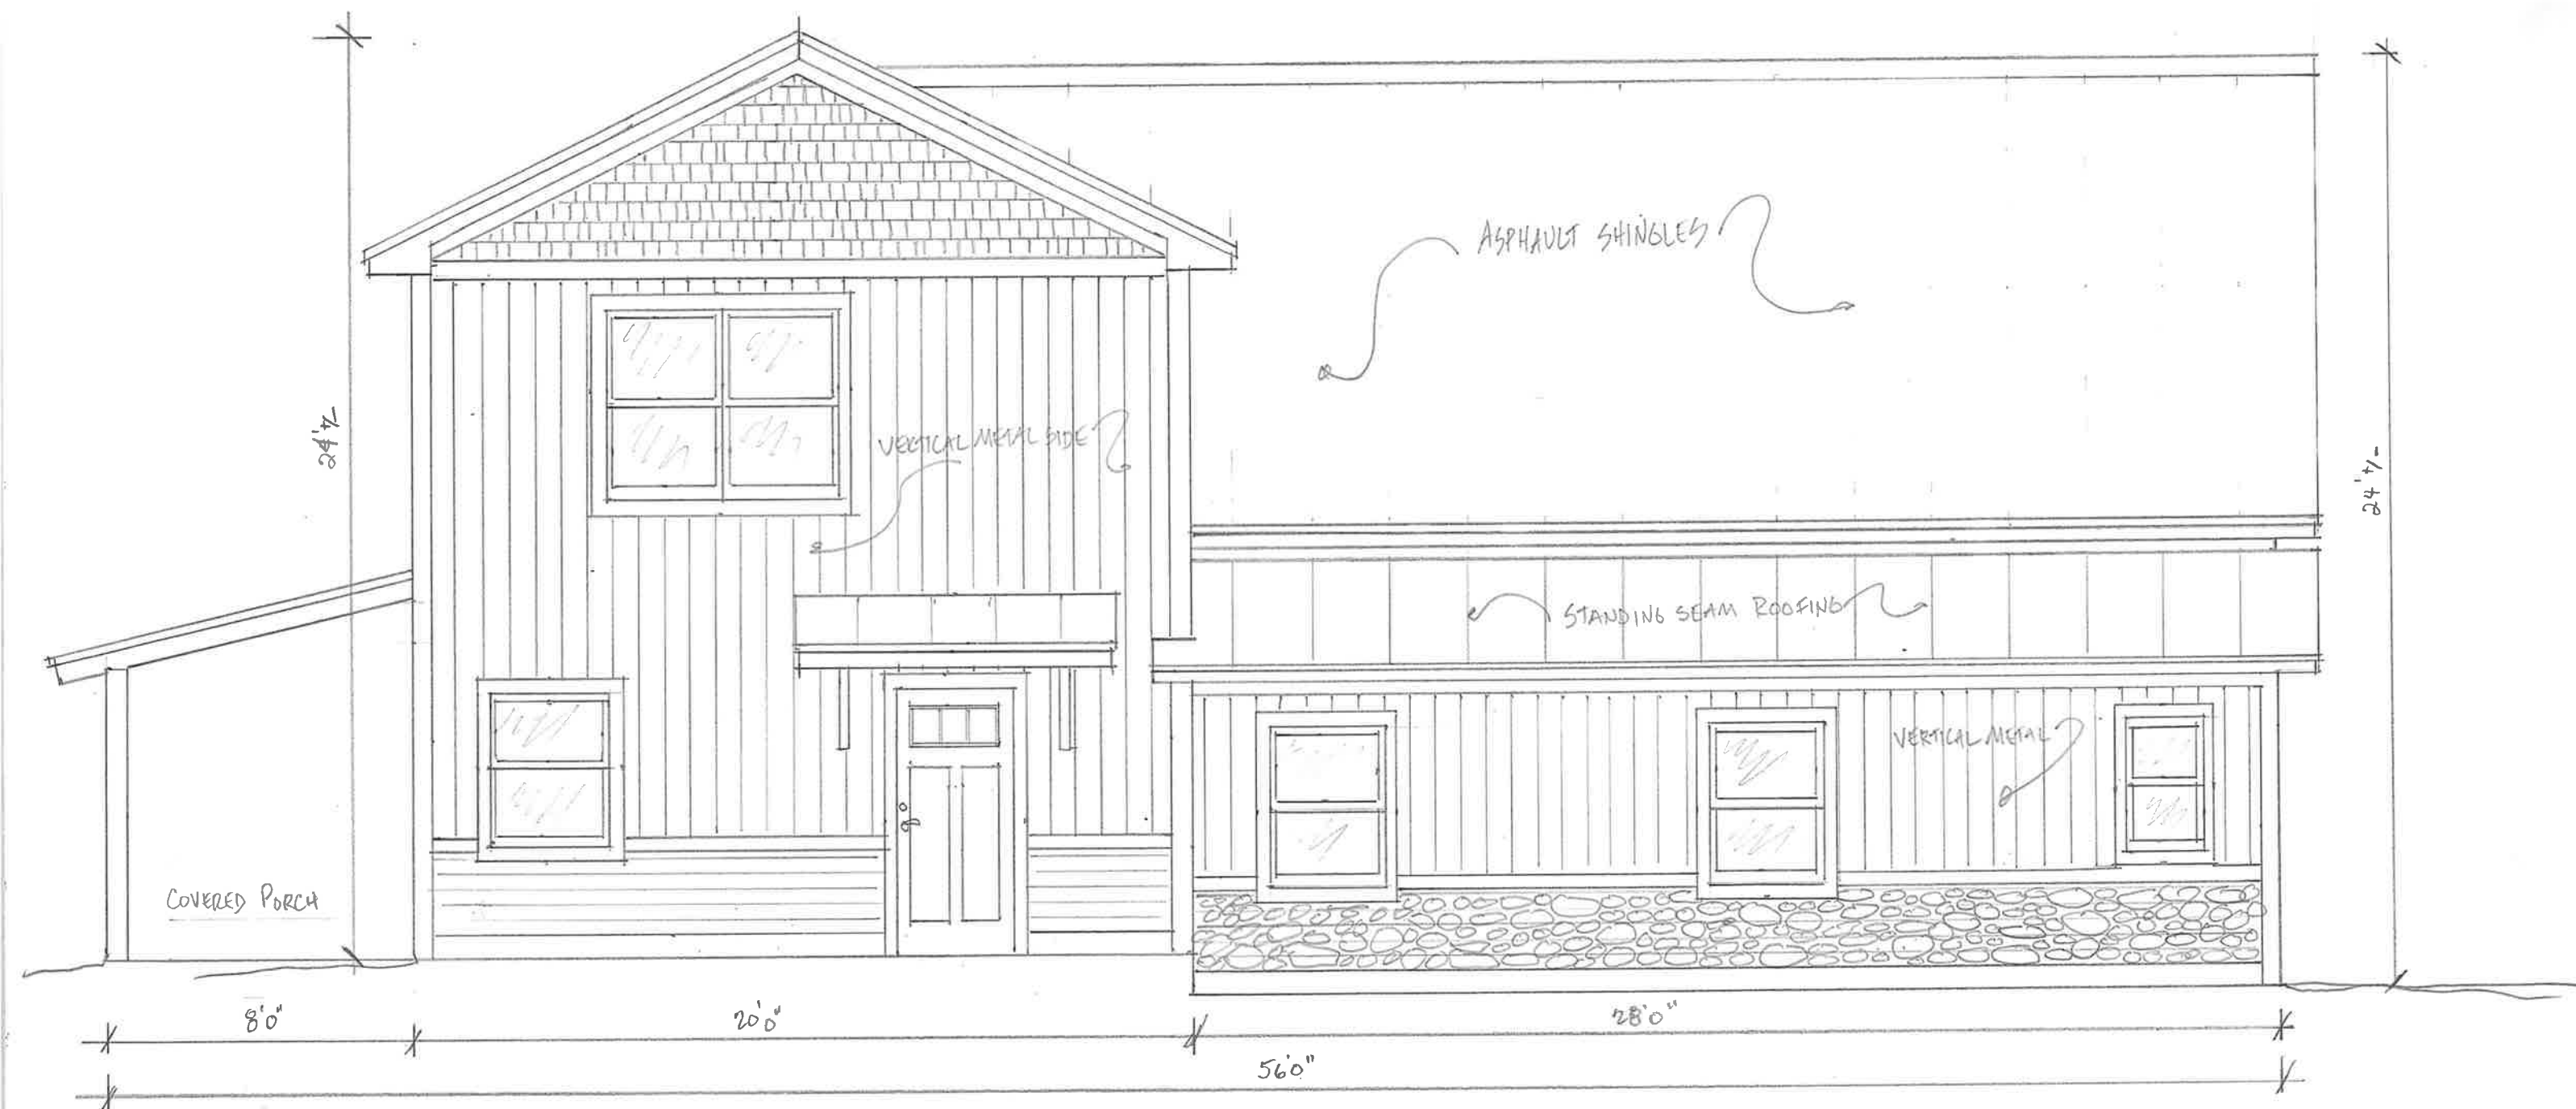 ASPHAULT SHINGLES
24'+/-
VERTICAL METAL SIDE
24'+/-
STANDING SEAM ROOFING
VERTICAL METAL
COVERED PORCH
8'0"
20'0"
28'0"
56'0"